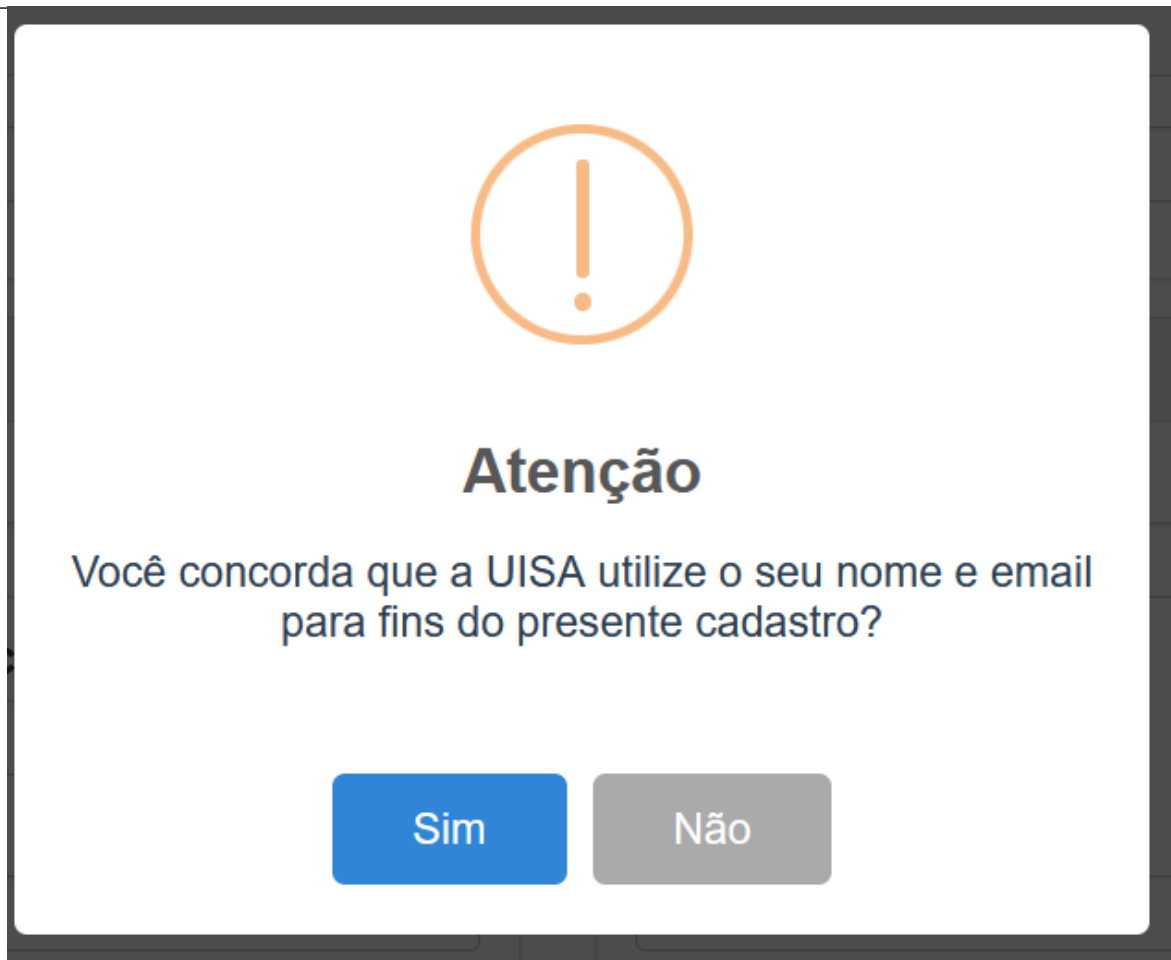 Atenção
Você concorda que a UISA utilize o seu nome e email
para fins do presente cadastro?
Sim
Não